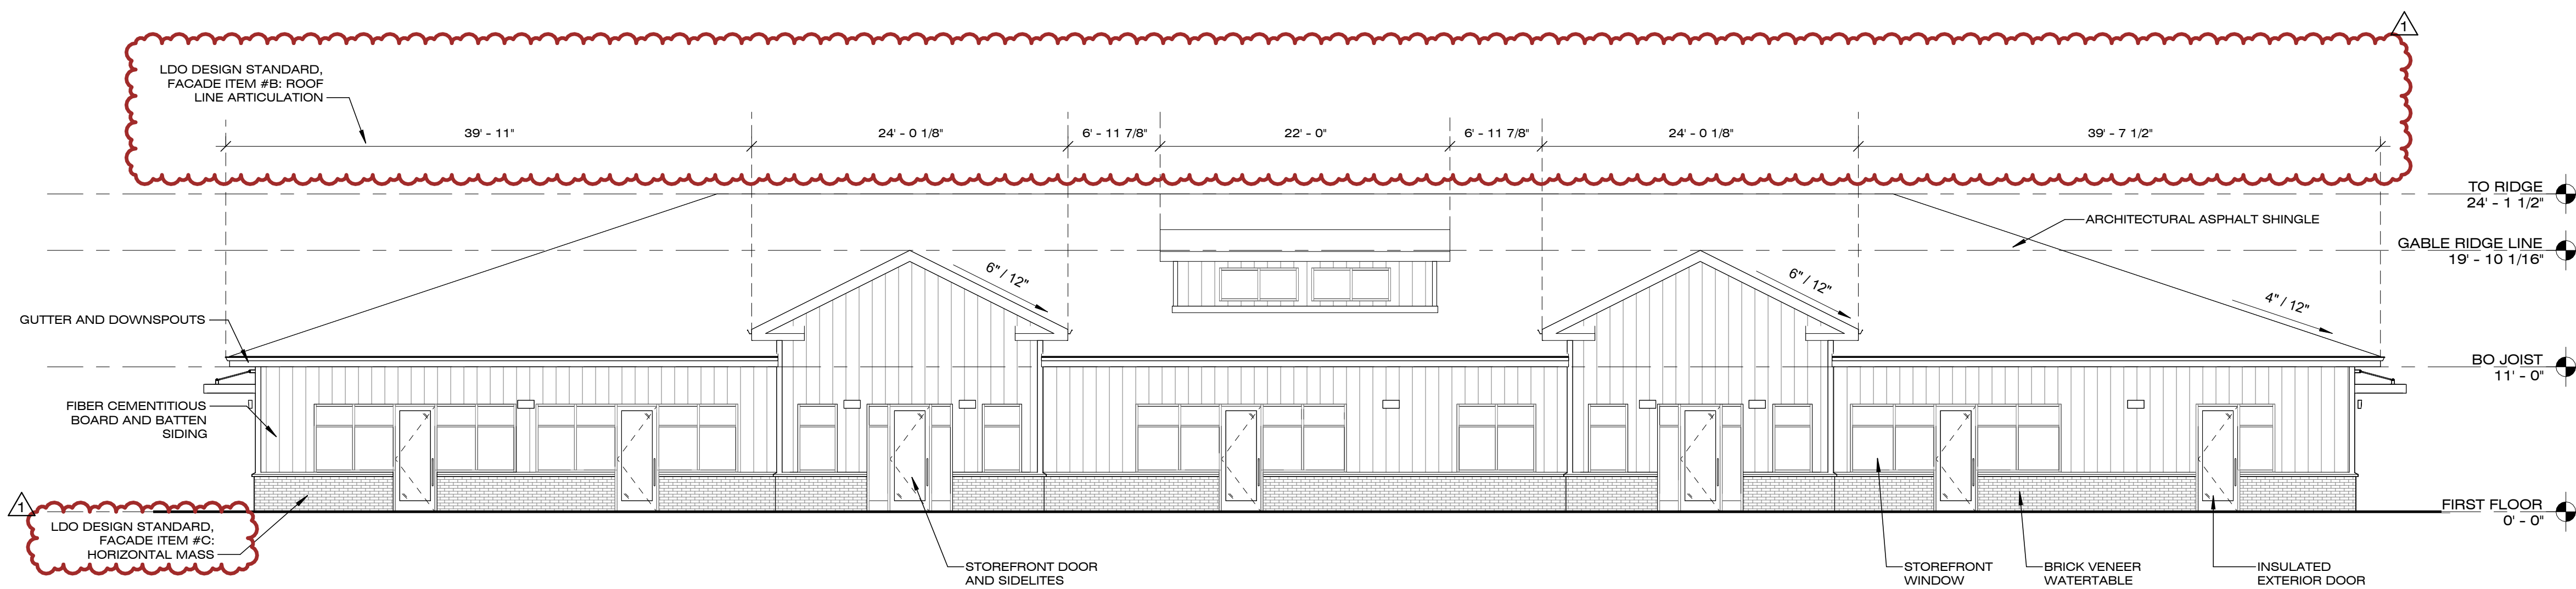 1
LDO DESIGN STANDARD,
FACADE ITEM #B: ROOF
LINE ARTICULATION
39' - 11"
24' - 0 1/8"
6' - 11 7/8"
22' - 0"
6' - 11 7/8"
24' - 0 1/8"
39' - 7 1/2"
TO RIDGE
24' - 1 1/2"
ARCHITECTURAL ASPHALT SHINGLE
GABLE RIDGE LINE
19' - 10 1/16"
6" / 12"
6" / 12"
4" / 12"
GUTTER AND DOWNSPOUTS
BO JOIST
11' - 0"
FIBER CEMENTITIOUS
BOARD AND BATTEN
SIDING
1
LDO DESIGN STANDARD,
FACADE ITEM #C:
HORIZONTAL MASS
FIRST FLOOR
0' - 0"
STOREFRONT DOOR
AND SIDELITES
STOREFRONT
WINDOW
BRICK VENEER
WATERTABLE
INSULATED
EXTERIOR DOOR